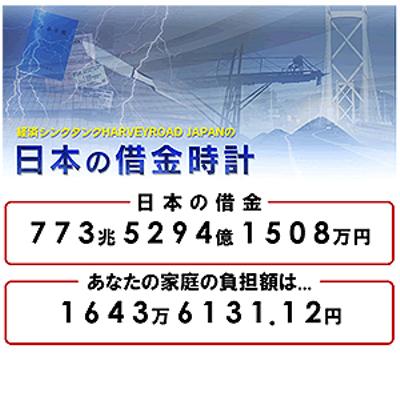 経済シンクタンクHARVEYROAD JAPANの
日本の借金時計
日本の借金
773兆5294億1508万円
あなたの家庭の負担額は...
1643万6131.12円